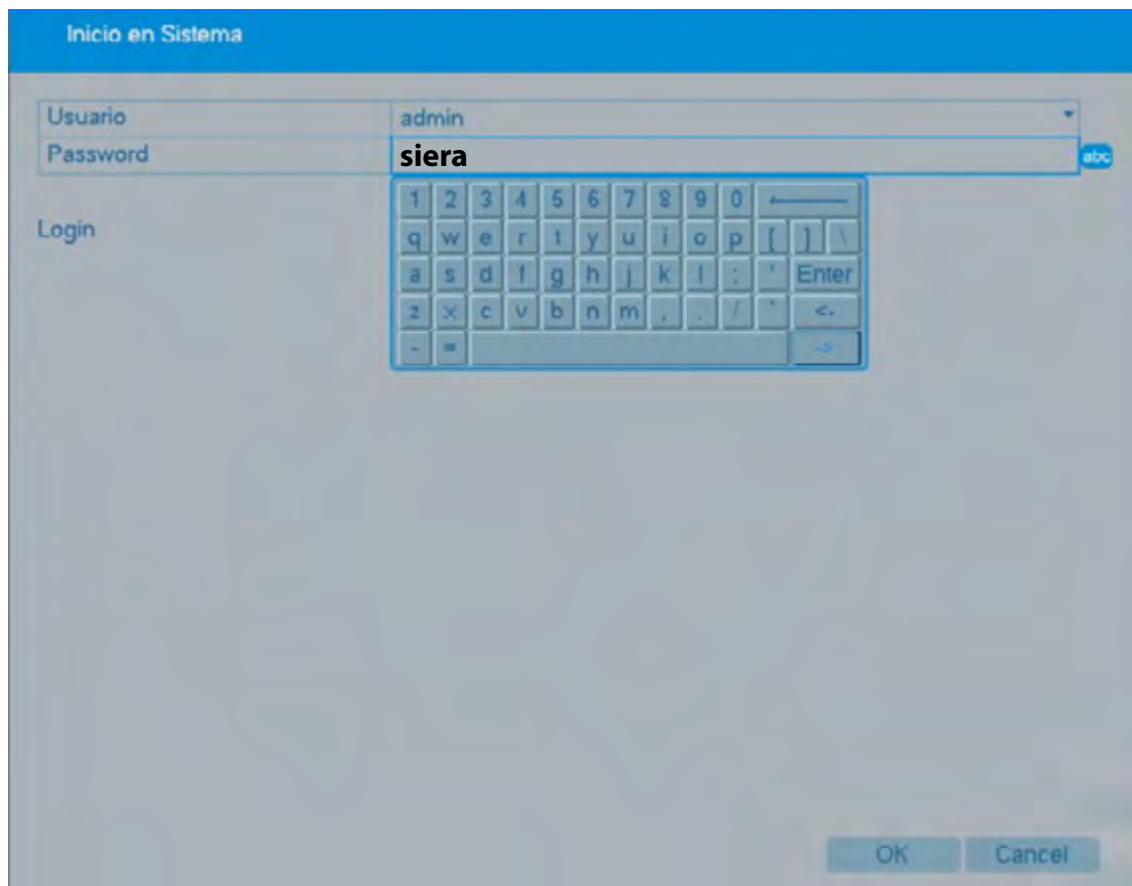 Inicio en Sistema
Usuario admin
Password siera abc
Login
1 2 3 4 5 6 7 8 9 0
q w e r t y u i o p [ ] \
a s d f g h j k l ; ' Enter
z x c v b n m , . / ` <-
- = ->
OK Cancel